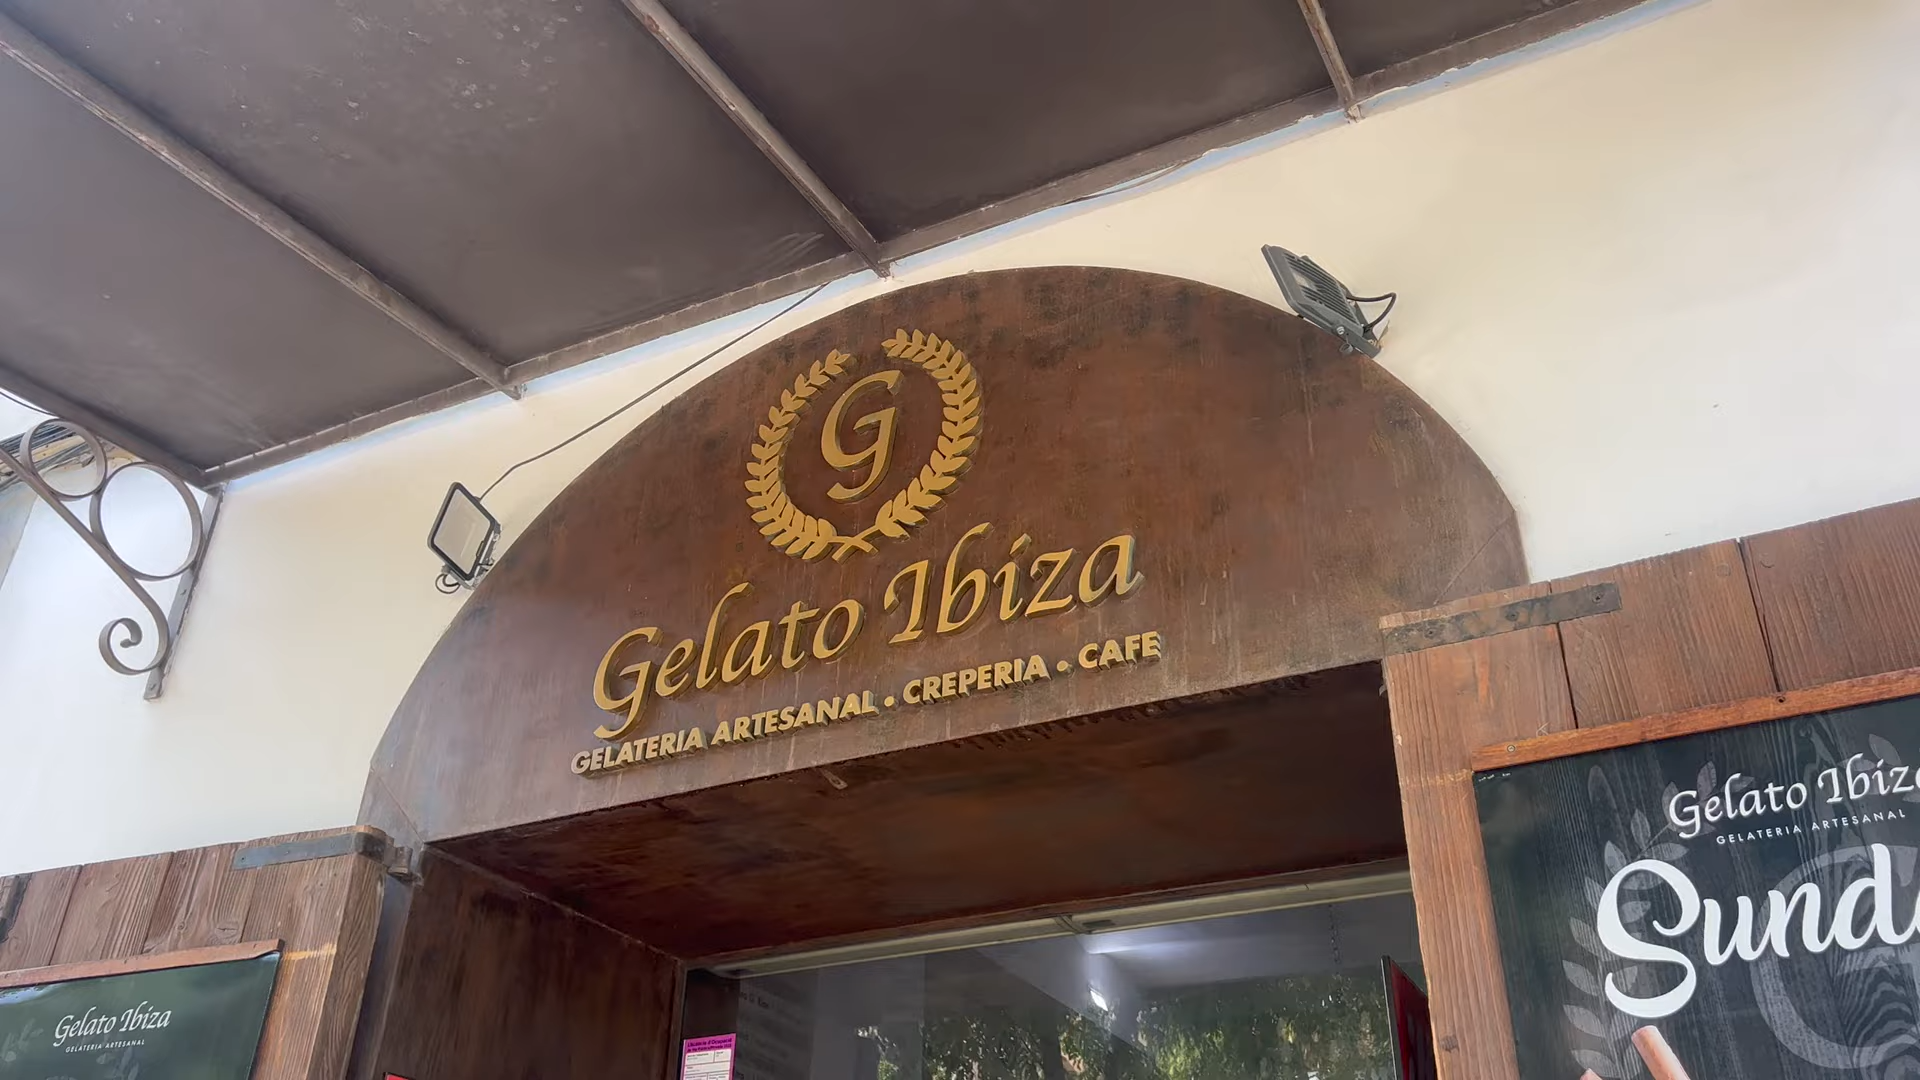 G
Gelato Ibiza
GELATERIA ARTESANAL • CREPERIA • CAFE
Gelato Ibiza
GELATERIA ARTESANAL
Gelato Ibiza
GELATERIA ARTESANAL